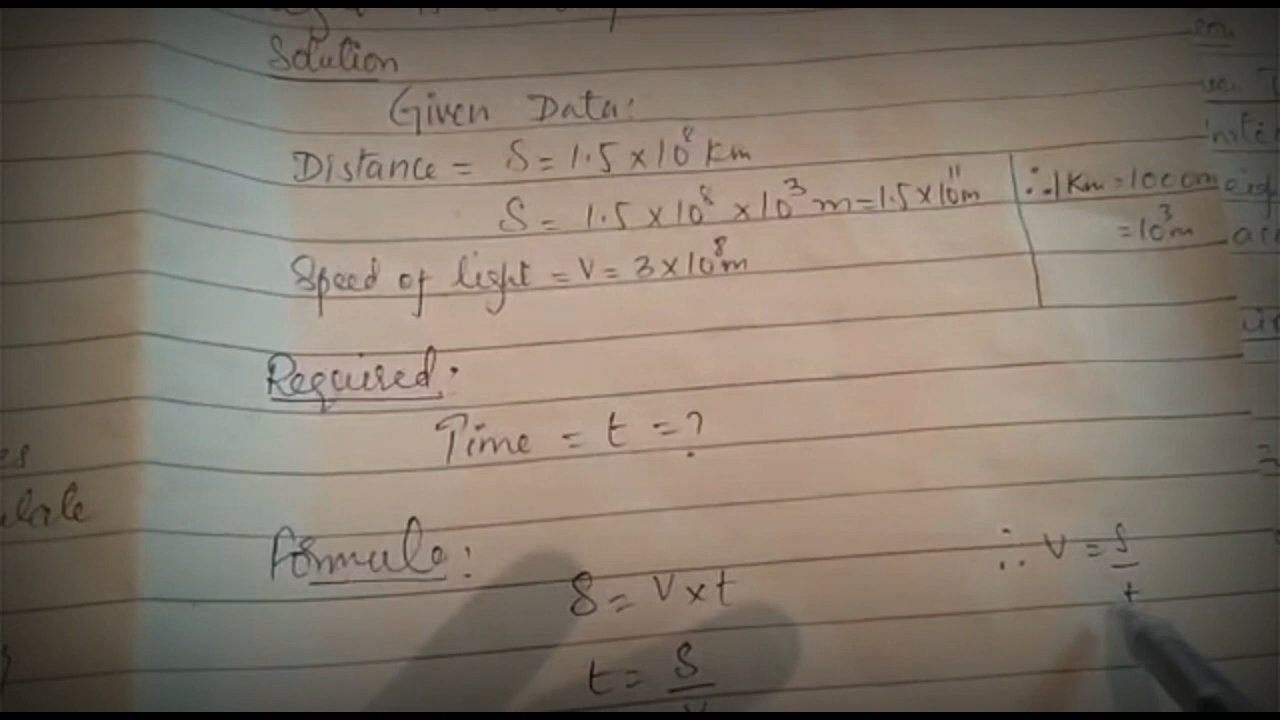 Solution
Given Data:
Distance = S = 1.5 × 10⁸ Km
S = 1.5 × 10⁸ × 10³ m = 1.5 × 10¹¹ m
∴ 1 Km = 1000m
= 10³ m
Speed of light = V = 3 × 10⁸ m
Required:
Time = t = ?
Formula:
S = V × t
∴ V = S
t
t = S
V